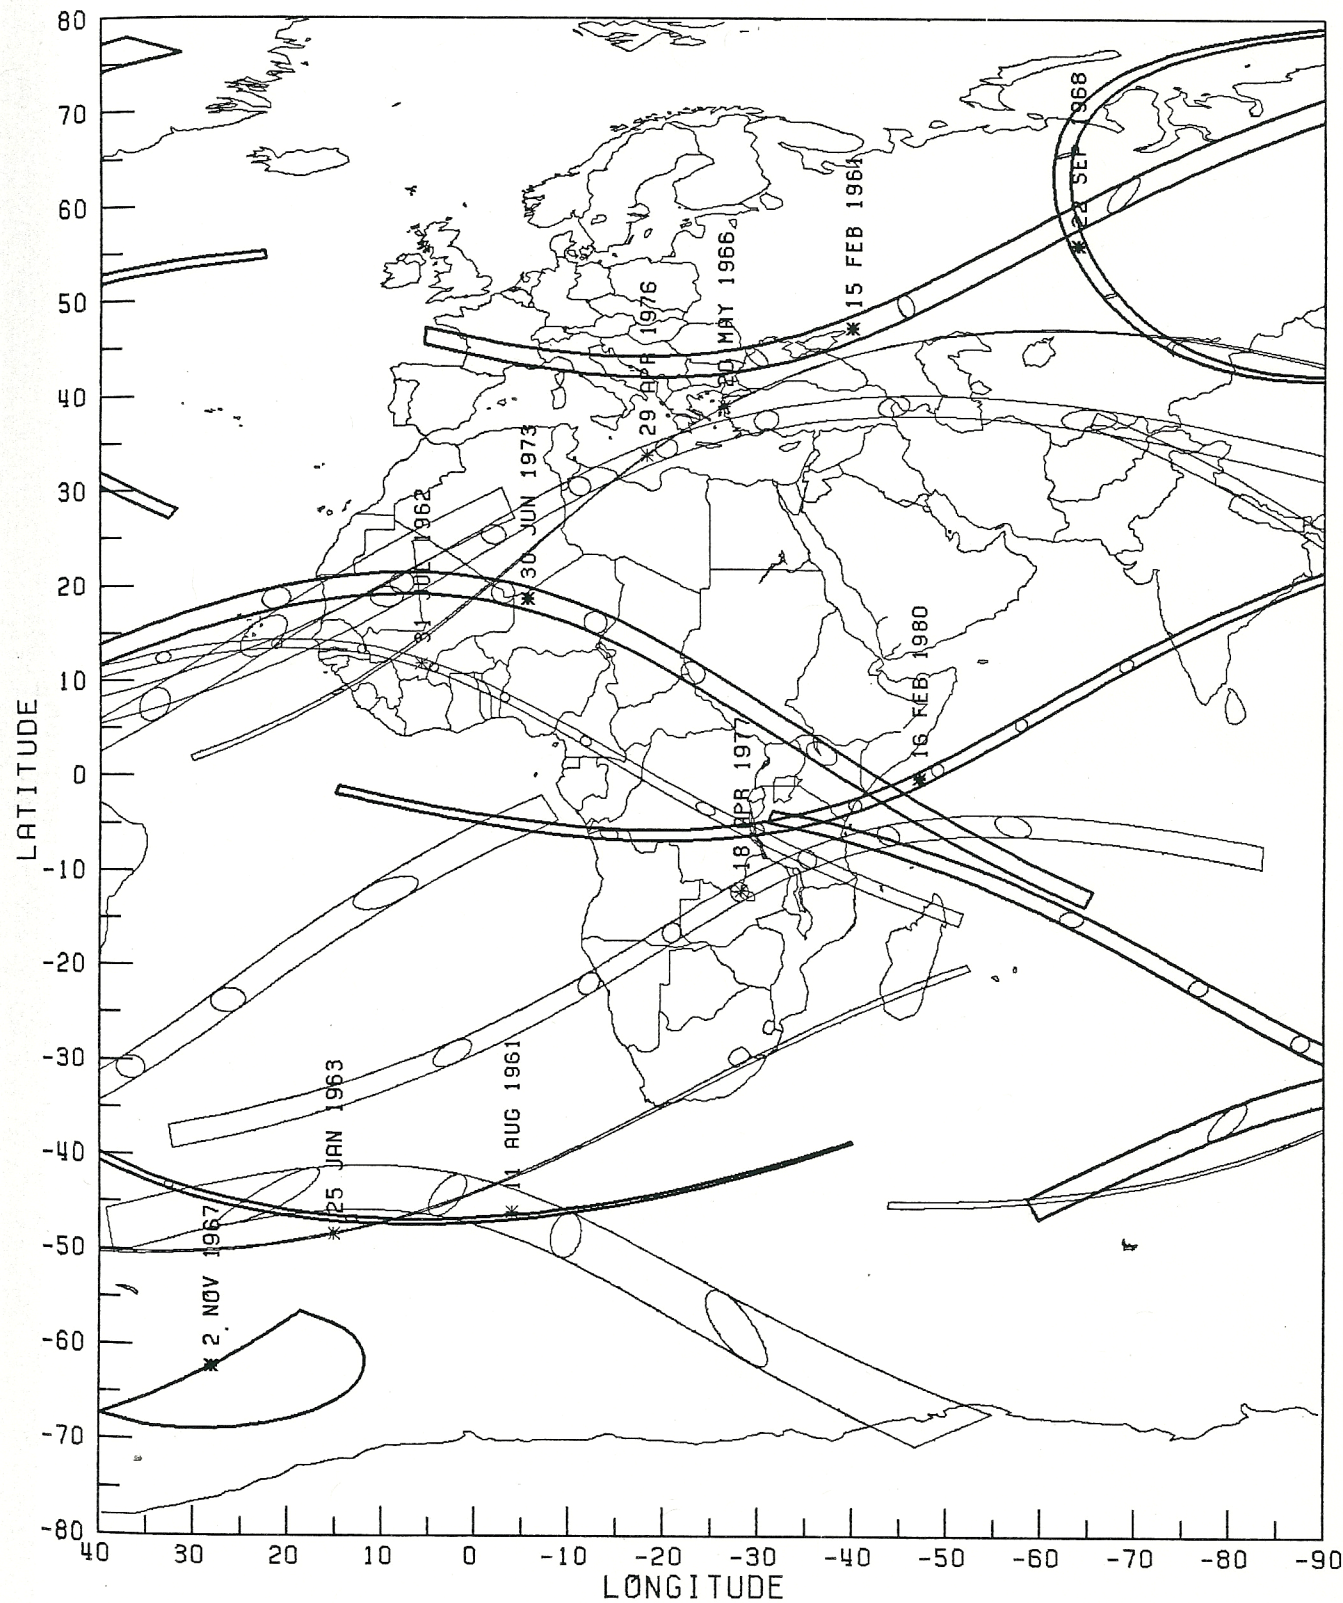 80
70
60
50
40
30
20
10
0
-10
-20
-30
-40
-50
-60
-70
-80
LATITUDE
22 SEP 1968
15 FEB 1961
20 MAY 1966
29 APR 1976
30 JUN 1973
31 JUL 1962
16 FEB 1980
18 APR 1977
11 AUG 1961
25 JAN 1963
2 NOV 1967
40 30 20 10 0 -10 -20 -30 -40 -50 -60 -70 -80 -90
LONGITUDE